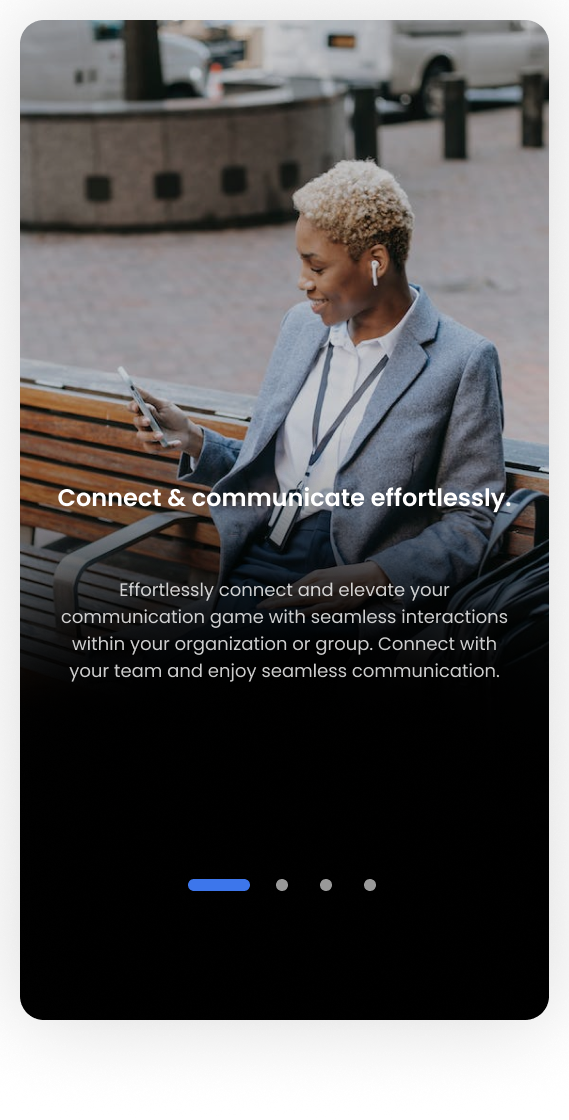 Connect & communicate effortlessly.
Effortlessly connect and elevate your
communication game with seamless interactions
within your organization or group. Connect with
your team and enjoy seamless communication.